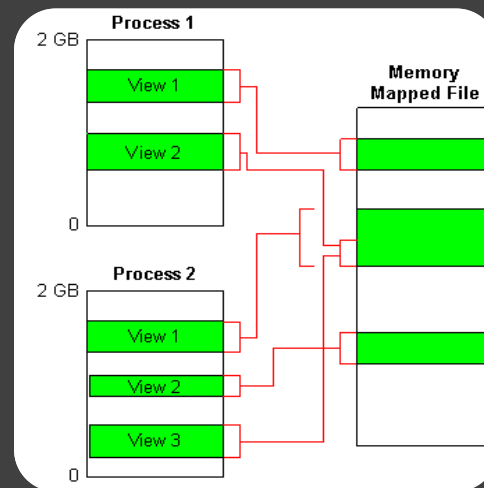 Process 1
2 GB
View 1
View 2
0
Memory
Mapped File
Process 2
2 GB
View 1
View 2
View 3
0